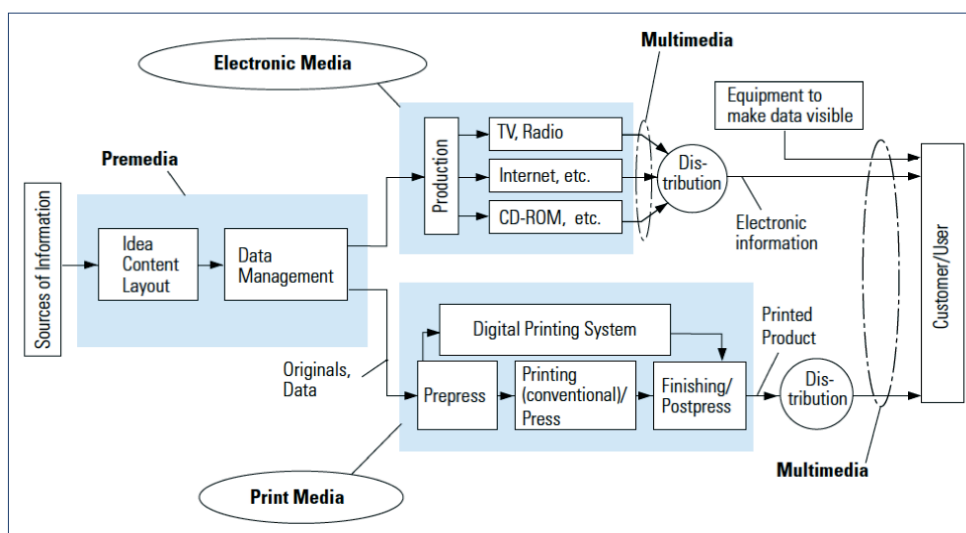 Electronic Media
Multimedia
Equipment to
make data visible
Premedia
Production
TV, Radio
Internet, etc.
CD-ROM,  etc.
Dis-
tribution
Electronic
information
Customer/User
Sources of Information
Idea
Content
Layout
Data
Management
Originals,
Data
Digital Printing System
Prepress
Printing
(conventional)/
Press
Finishing/
Postpress
Printed
Product
Dis-
tribution
Multimedia
Print Media